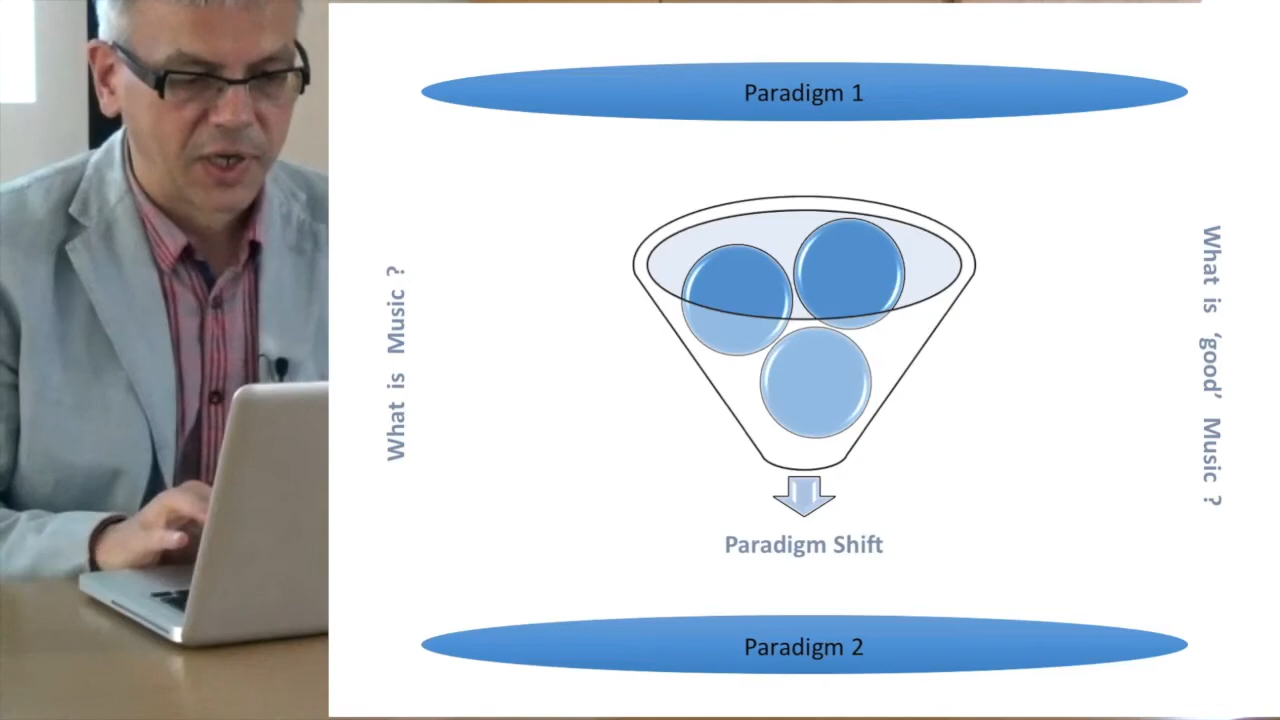 Paradigm 1
What is Music ?
What is ‘good’ Music ?
Paradigm Shift
Paradigm 2